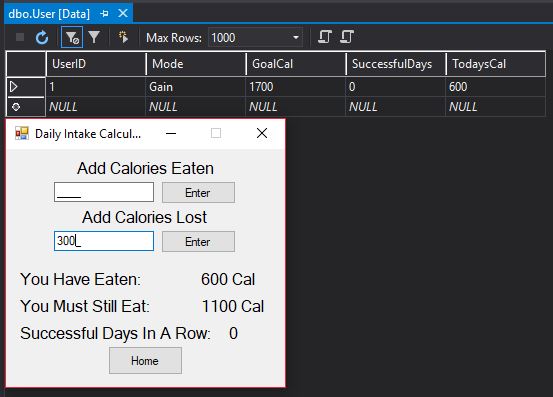 dbo.User [Data]
Max Rows: 1000
UserID Mode GoalCal SuccessfulDays TodaysCal
1 Gain 1700 0 600
NULL NULL NULL NULL NULL
Daily Intake Calcul...
Add Calories Eaten
____ Enter
Add Calories Lost
300_ Enter
You Have Eaten: 600 Cal
You Must Still Eat: 1100 Cal
Successful Days In A Row: 0
Home